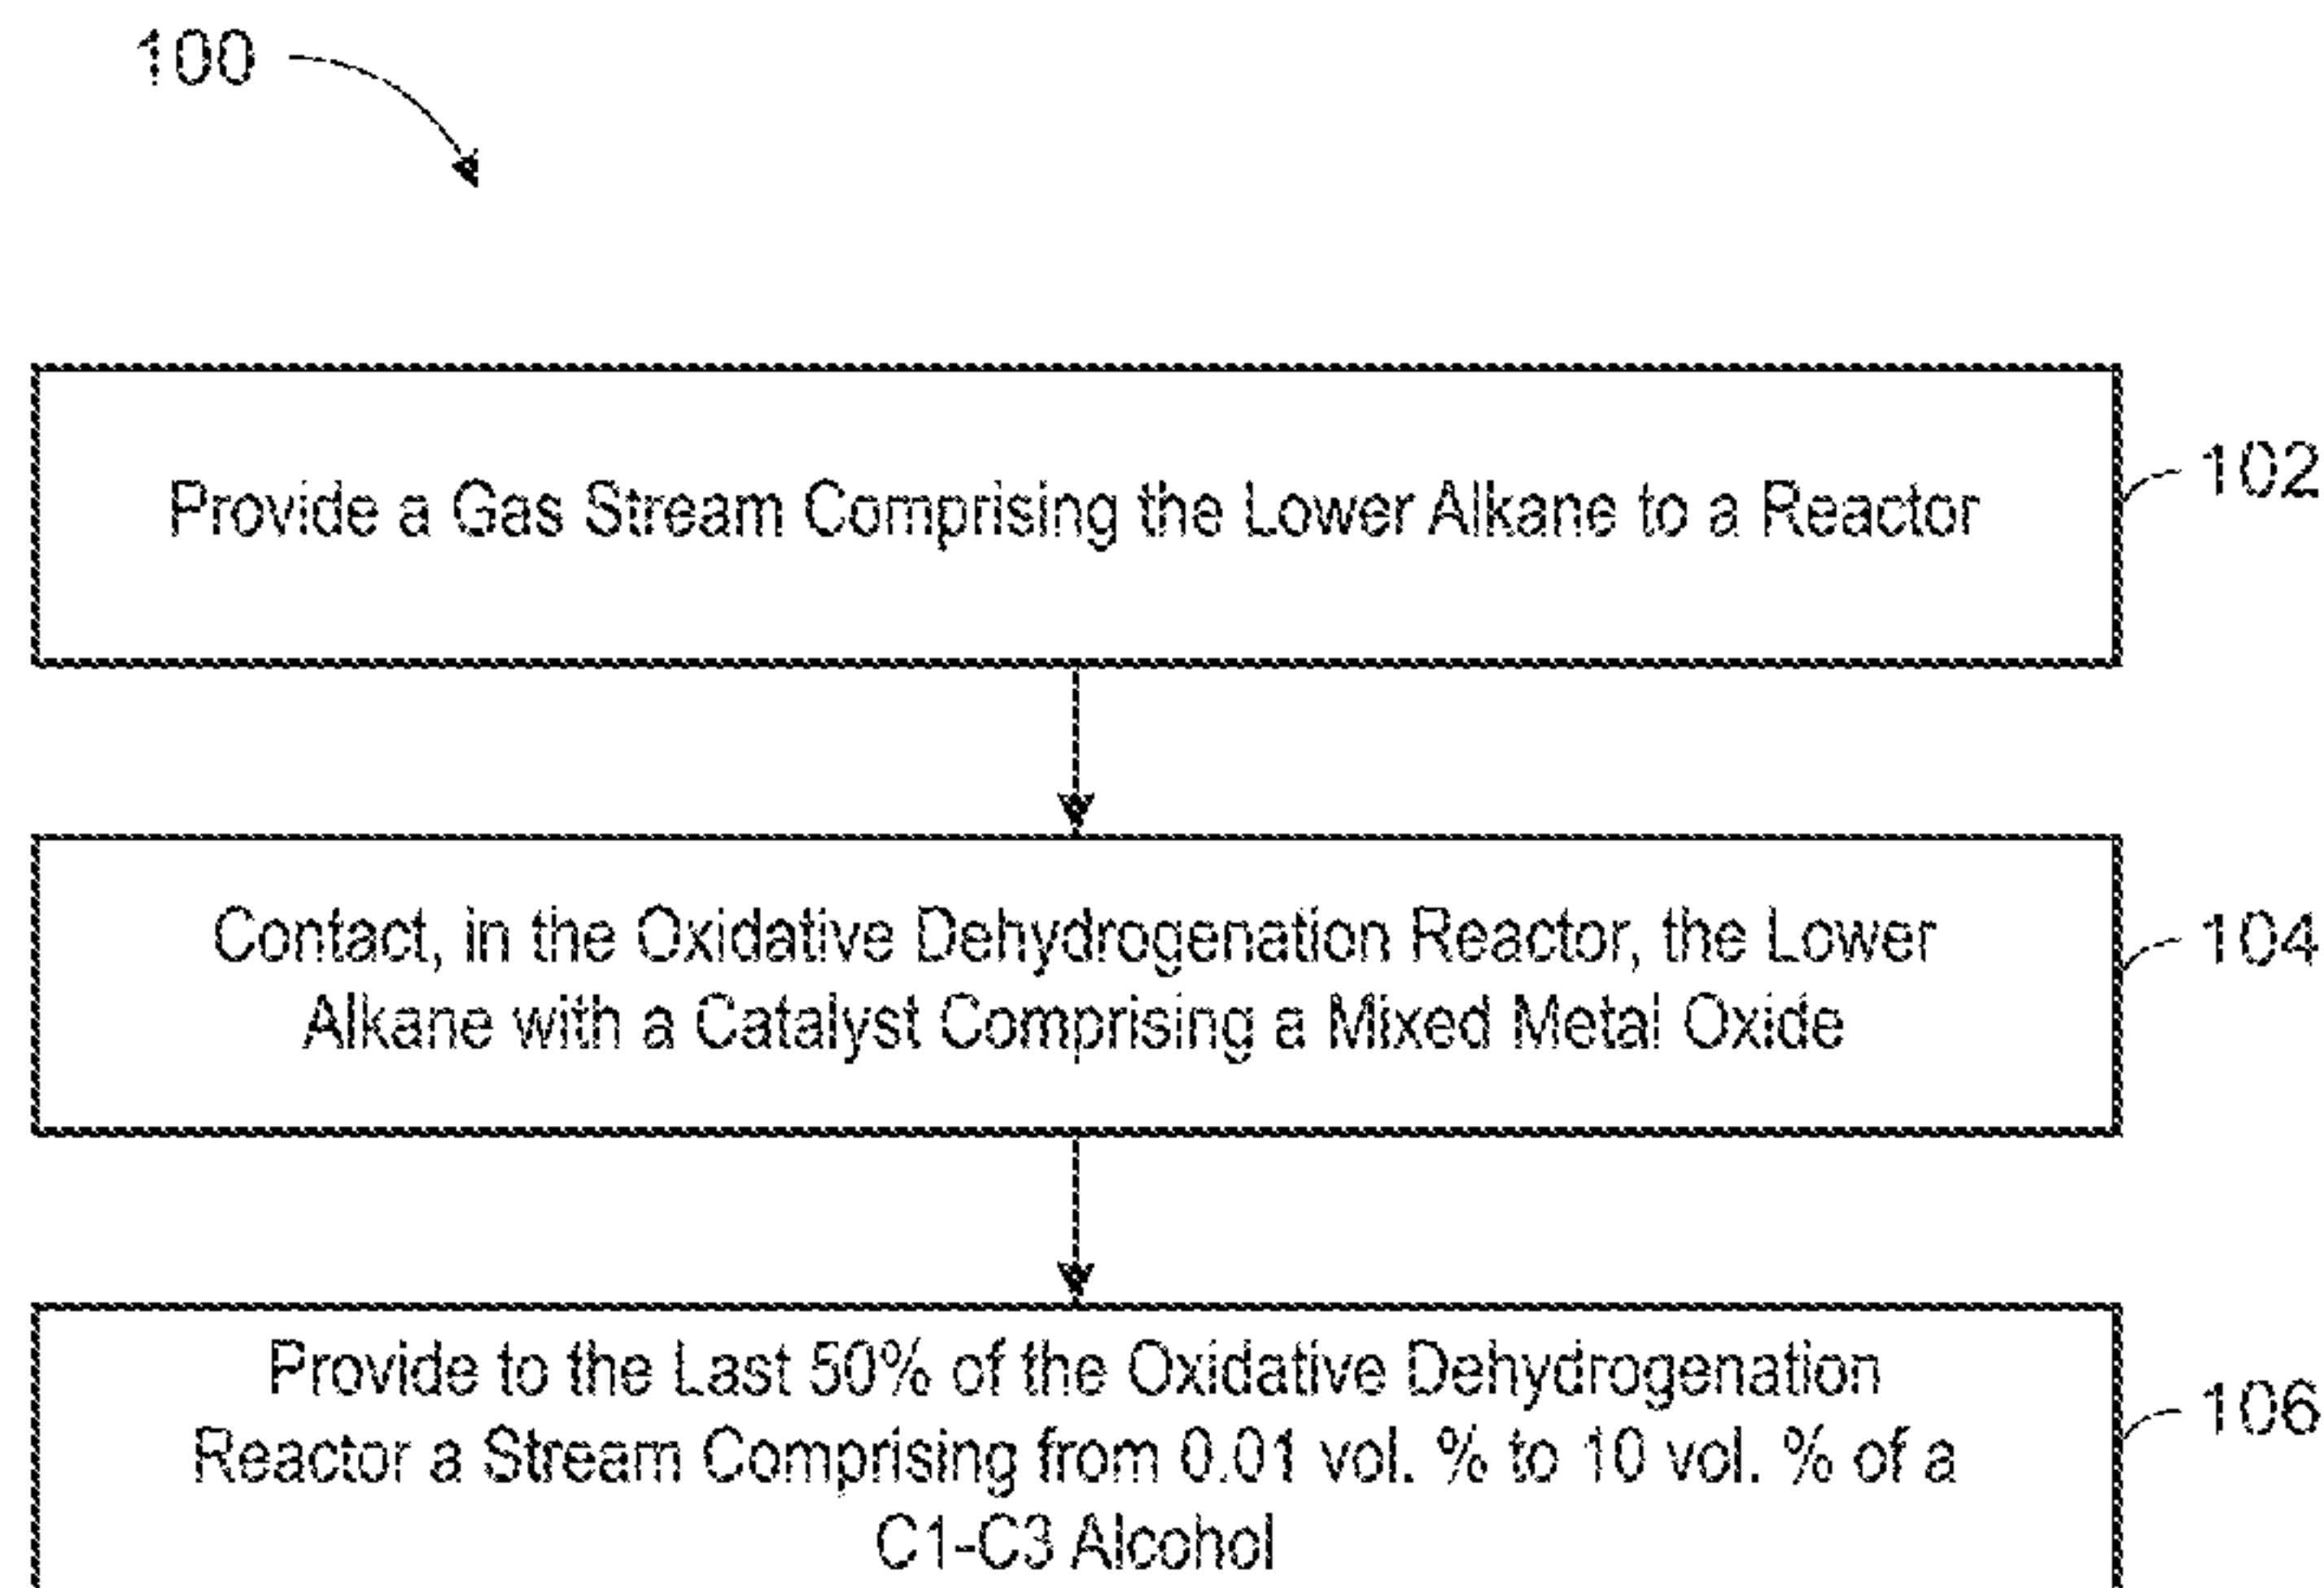 100
Provide a Gas Stream Comprising the Lower Alkane to a Reactor
102
Contact, in the Oxidative Dehydrogenation Reactor, the Lower
Alkane with a Catalyst Comprising a Mixed Metal Oxide
104
Provide to the Last 50% of the Oxidative Dehydrogenation
Reactor a Stream Comprising from 0.01 vol. % to 10 vol. % of a
C1-C3 Alcohol
106